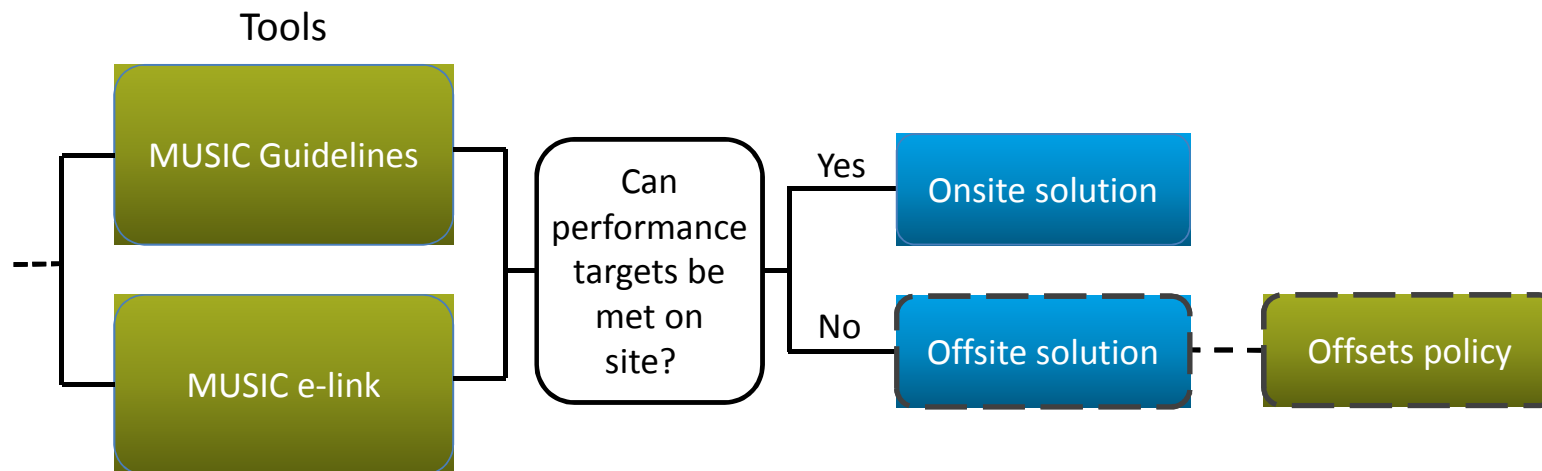 Tools
MUSIC Guidelines
MUSIC e-link
Can
performance
targets be
met on
site?
Yes
Onsite solution
No
Offsite solution
Offsets policy